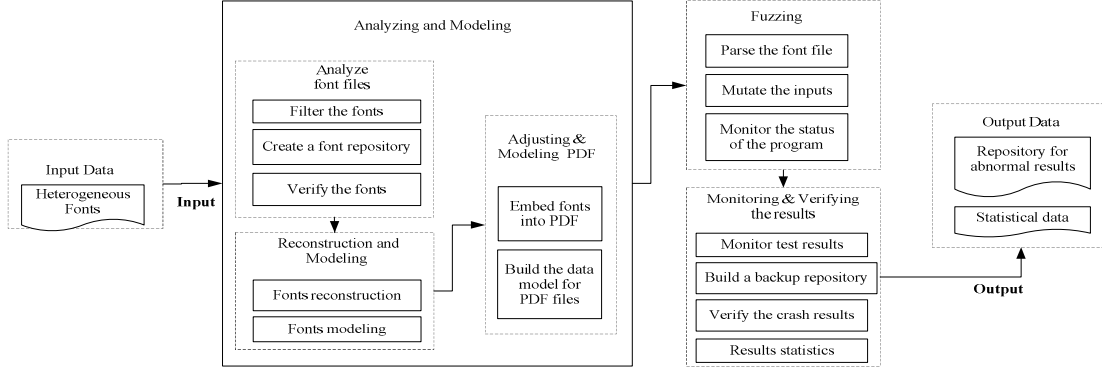 Input Data
Heterogeneous
Fonts
Input
Analyzing and Modeling
Analyze
font files
Filter the fonts
Create a font repository
Verify the fonts
Reconstruction and
Modeling
Fonts reconstruction
Fonts modeling
Adjusting &
Modeling PDF
Embed fonts
into PDF
Build the data
model for
PDF files
Fuzzing
Parse the font file
Mutate the inputs
Monitor the status
of the program
Monitoring & Verifying
the results
Monitor test results
Build a backup repository
Verify the crash results
Results statistics
Output
Output Data
Repository for
abnormal results
Statistical data